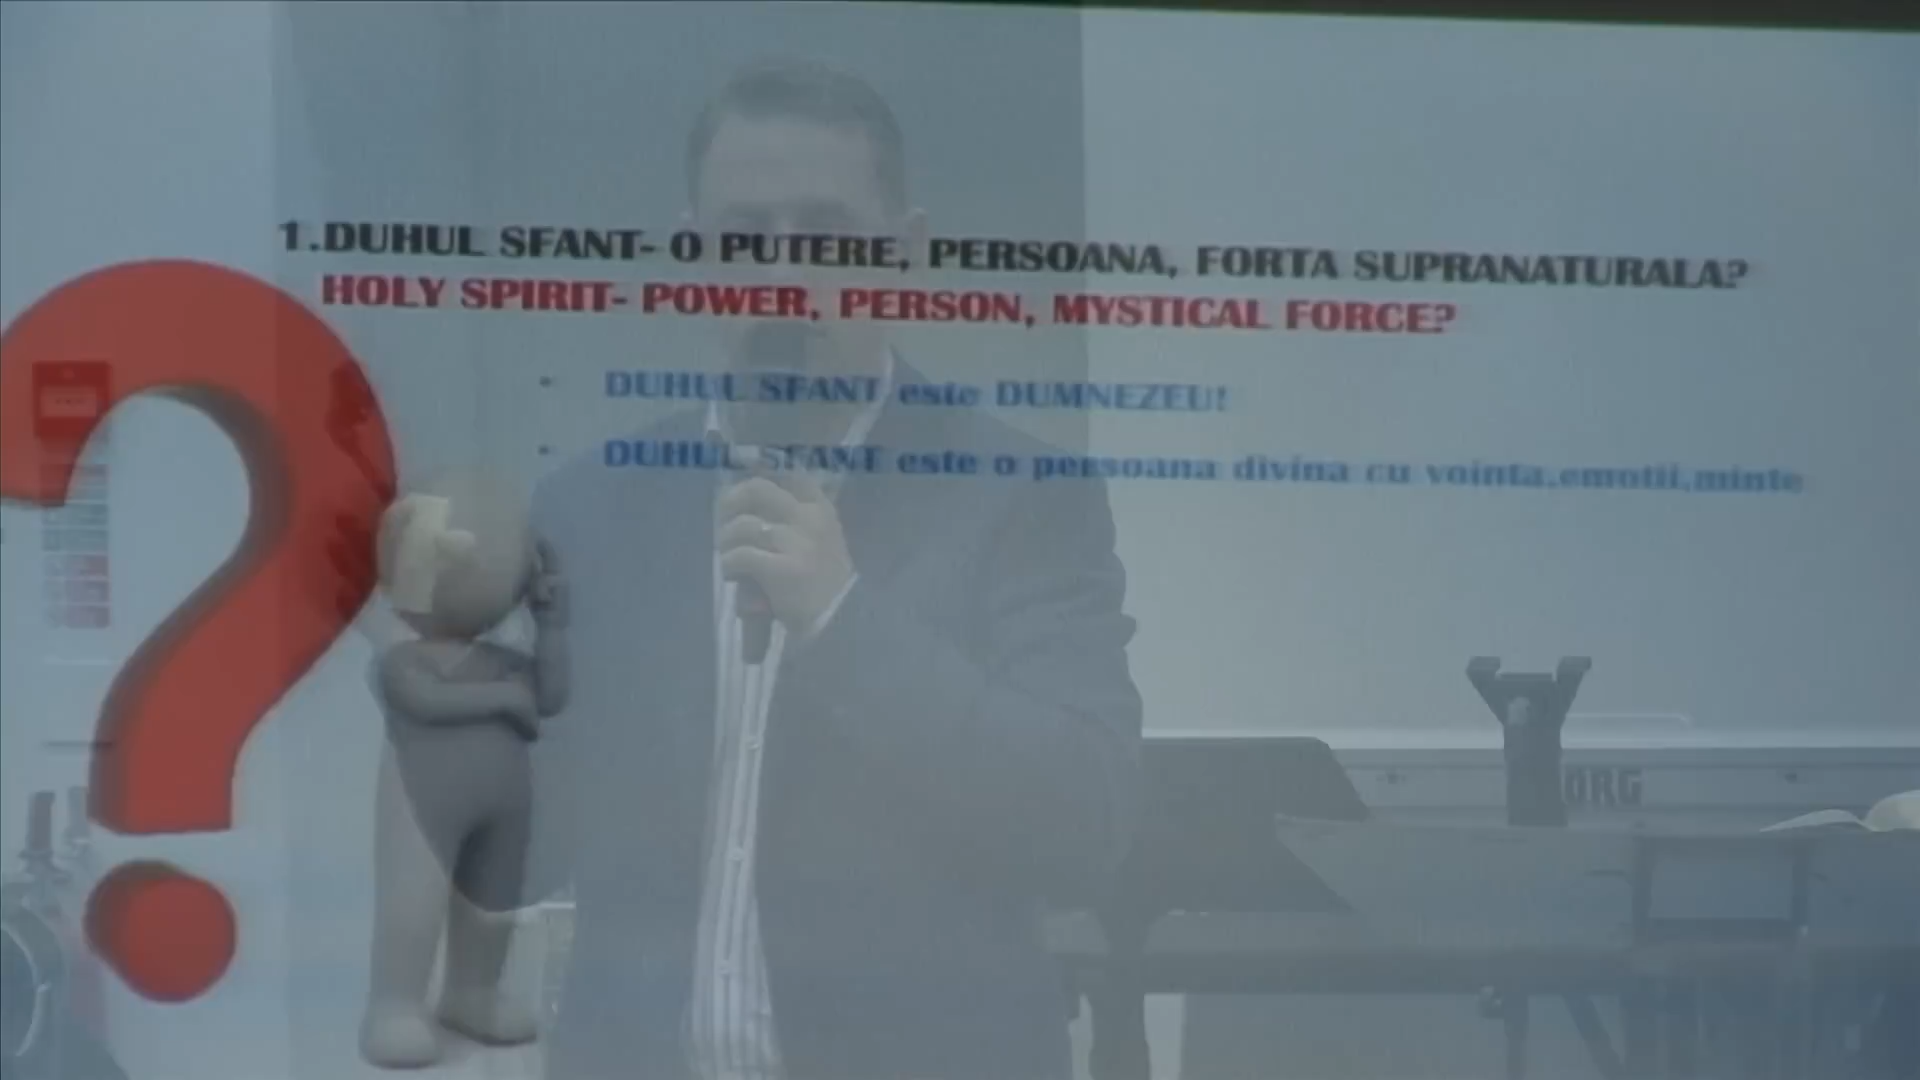 1.DUHUL SFANT- O PUTERE, PERSOANA, FORTA SUPRANATURALA?
HOLY SPIRIT- POWER, PERSON, MYSTICAL FORCE?
• DUHUL SFANT este DUMNEZEU!
• DUHUL SFANT este o persoana divina cu vointa,emotii,minte
ORG